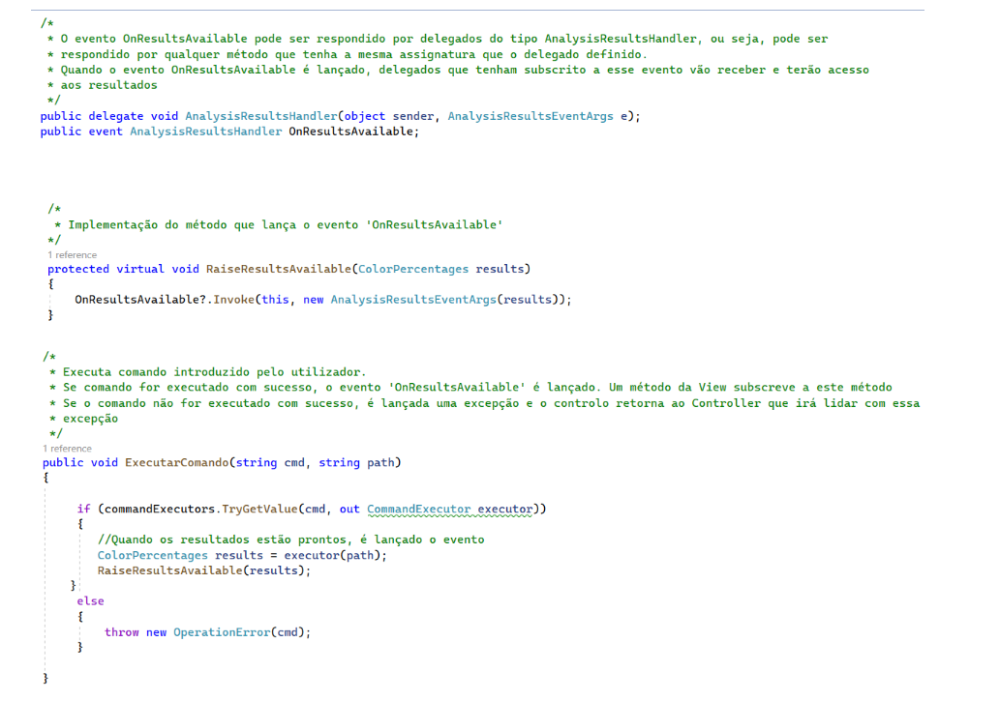 /*
* O evento OnResultsAvailable pode ser respondido por delegados do tipo AnalysisResultsHandler, ou seja, pode ser
* respondido por qualquer método que tenha a mesma assignatura que o delegado definido.
* Quando o evento OnResultsAvailable é lançado, delegados que tenham subscrito a esse evento vão receber e terão acesso
* aos resultados
*/
public delegate void AnalysisResultsHandler(object sender, AnalysisResultsEventArgs e);
public event AnalysisResultsHandler OnResultsAvailable;
/*
* Implementação do método que lança o evento 'OnResultsAvailable'
*/
1 reference
protected virtual void RaiseResultsAvailable(ColorPercentages results)
{
OnResultsAvailable?.Invoke(this, new AnalysisResultsEventArgs(results));
}
/*
* Executa comando introduzido pelo utilizador.
* Se comando for executado com sucesso, o evento 'OnResultsAvailable' é lançado. Um método da View subscreve a este método
* Se o comando não for executado com sucesso, é lançada uma excepção e o controlo retorna ao Controller que irá lidar com essa
* excepção
*/
1 reference
public void ExecutarComando(string cmd, string path)
{
if (commandExecutors.TryGetValue(cmd, out CommandExecutor executor))
{
//Quando os resultados estão prontos, é lançado o evento
ColorPercentages results = executor(path);
RaiseResultsAvailable(results);
}
else
{
throw new OperationError(cmd);
}
}